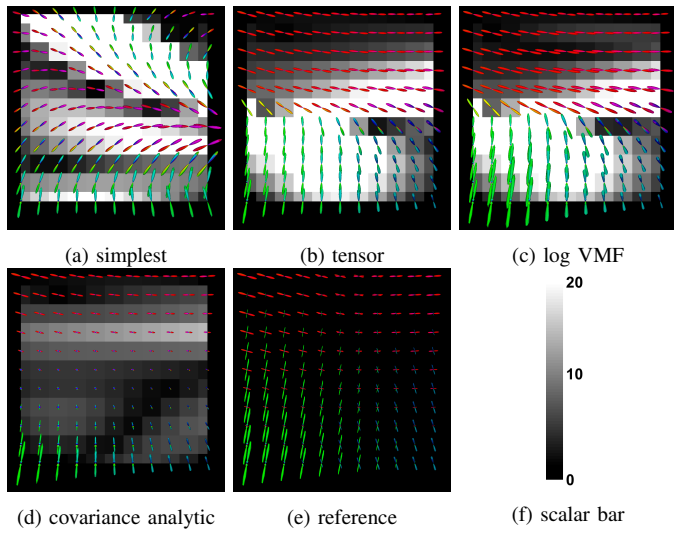 (a) simplest
(b) tensor
(c) log VMF
20
10
0
(d) covariance analytic
(e) reference
(f) scalar bar